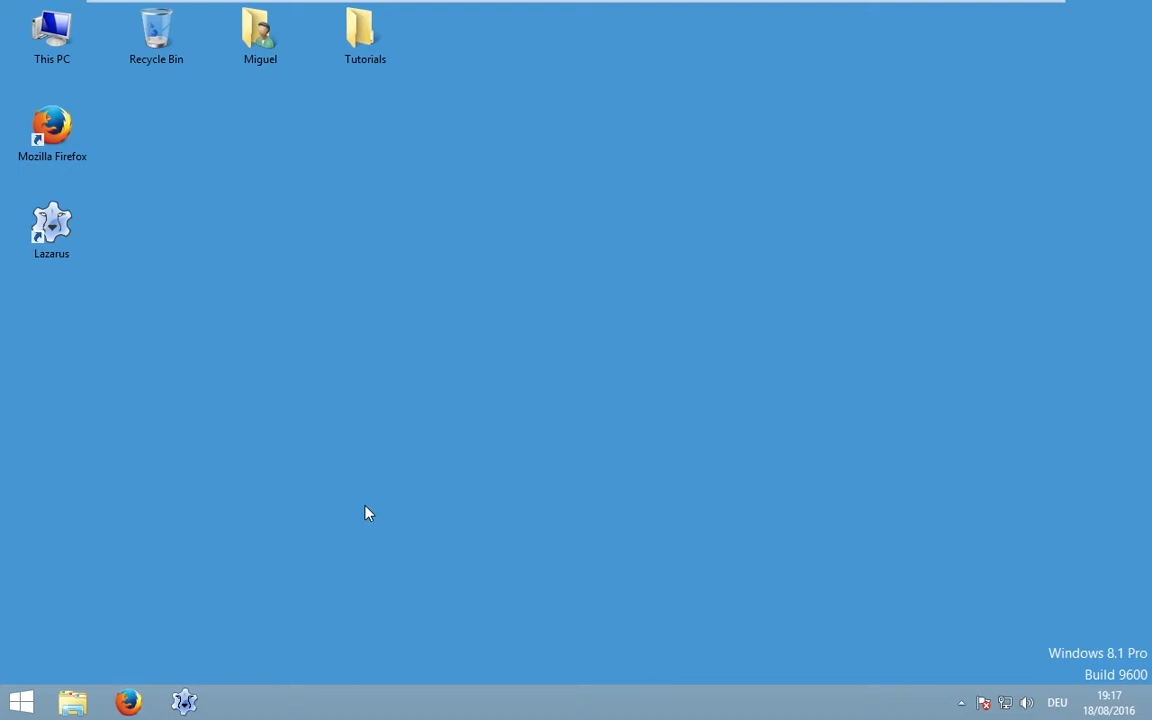 This PC
Recycle Bin
Miguel
Tutorials
Mozilla Firefox
Lazarus
Windows 8.1 Pro
Build 9600
DEU
19:17
18/08/2016